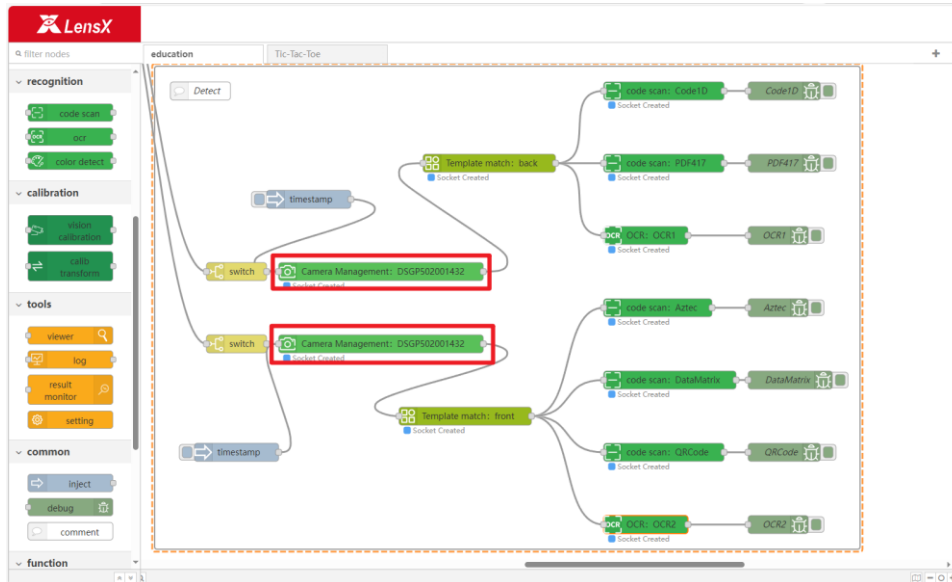 LensX
filter nodes
recognition
code scan
ocr
color detect
calibration
vision
calibration
calib
transform
tools
viewer
log
result
monitor
setting
common
inject
debug
comment
function
education
Tic-Tac-Toe
Detect
code scan: Code1D
Socket Created
Code1D
Template match: back
Socket Created
code scan: PDF417
Socket Created
PDF417
timestamp
OCR: OCR1
Socket Created
OCR1
switch
Camera Management: DSGP502001432
Socket Created
code scan: Aztec
Socket Created
Aztec
switch
Camera Management: DSGP502001432
Socket Created
code scan: DataMatrix
Socket Created
DataMatrix
Template match: front
Socket Created
timestamp
code scan: QRCode
Socket Created
QRCode
OCR: OCR2
Socket Created
OCR2